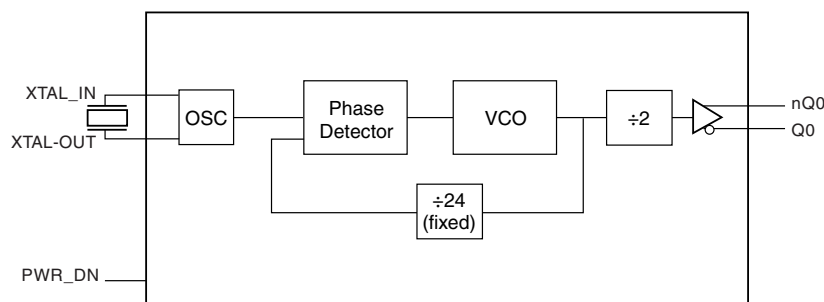 XTAL_IN
XTAL-OUT
OSC
Phase
Detector
VCO
÷2
nQ0
Q0
÷24
(fixed)
PWR_DN